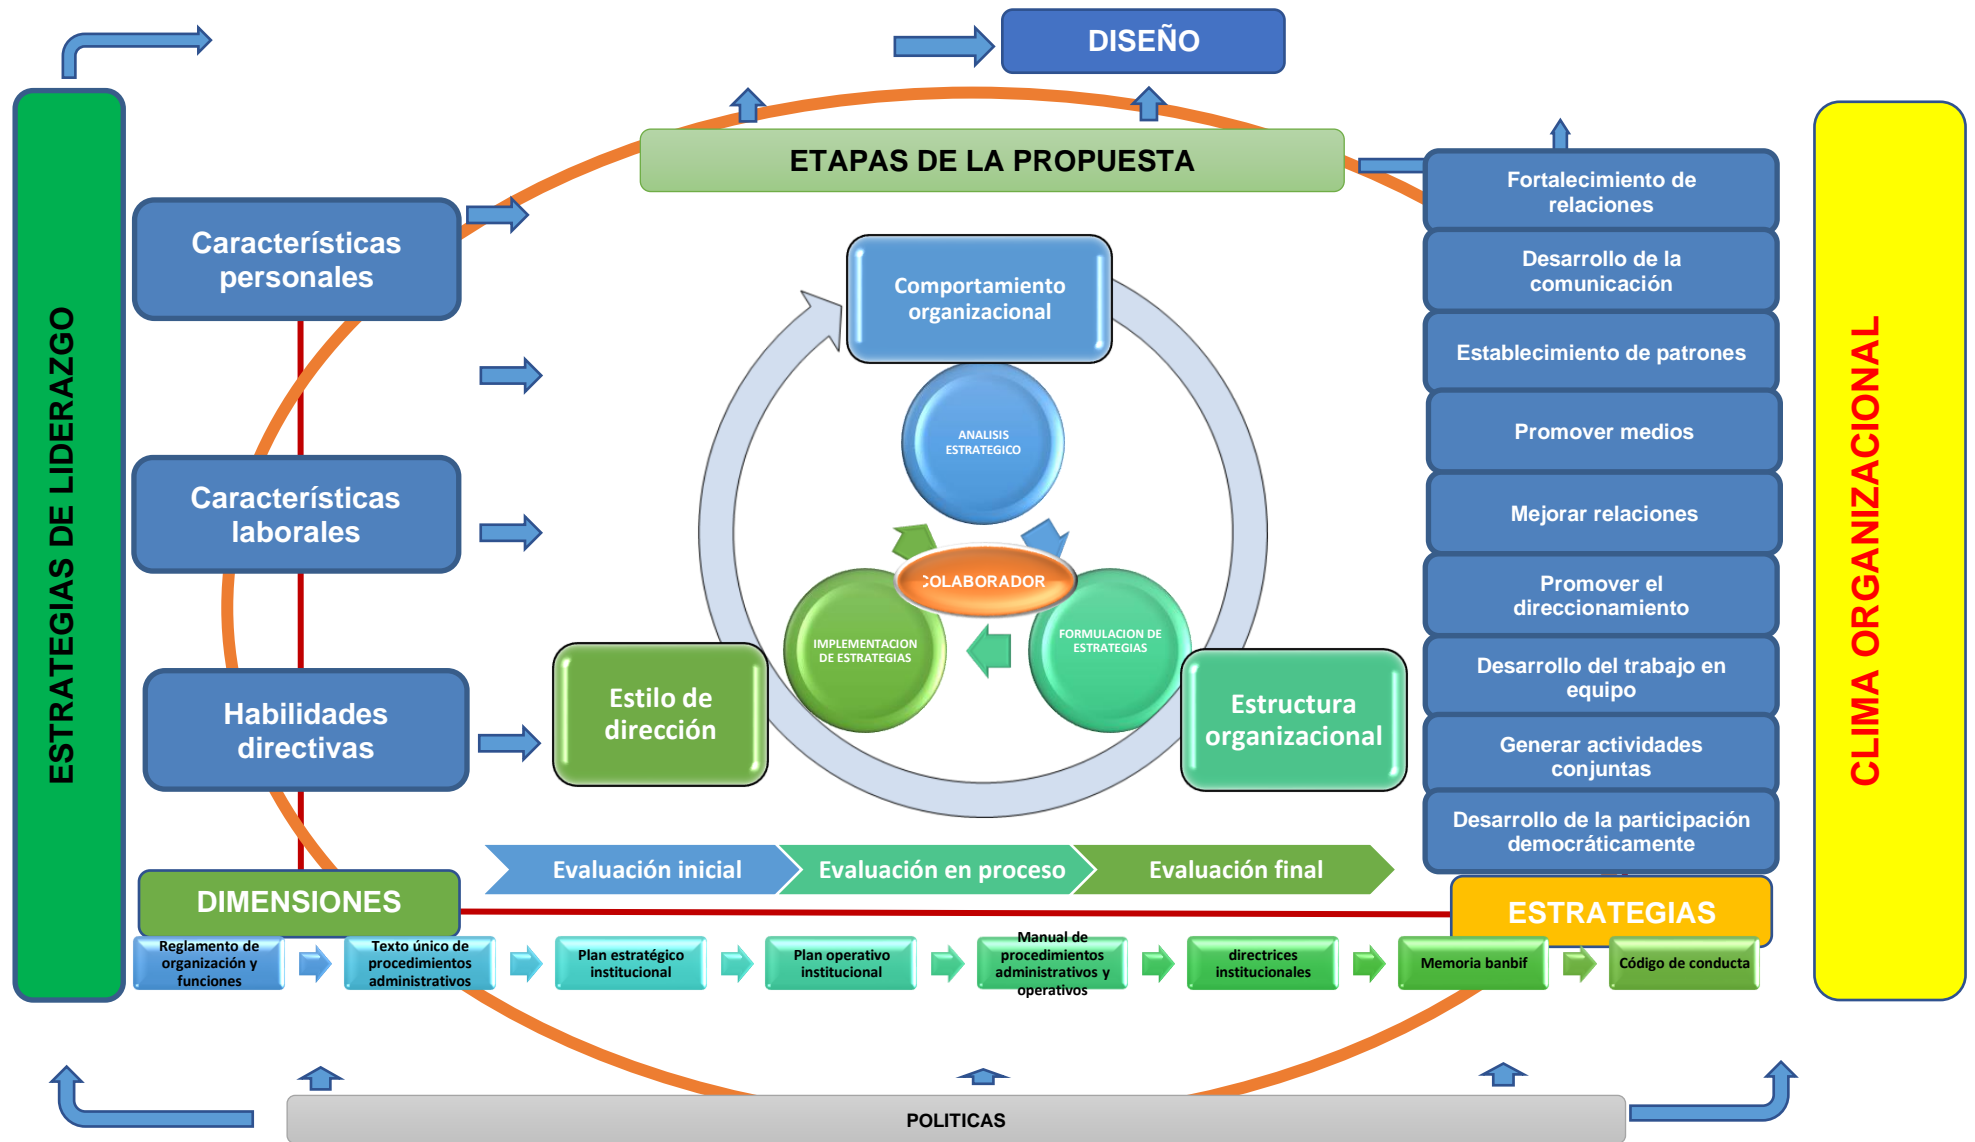 DISEÑO
ETAPAS DE LA PROPUESTA
ESTRATEGIAS DE LIDERAZGO
Características
personales
Características
laborales
Habilidades
directivas
DIMENSIONES
Comportamiento
organizacional
ANALISIS
ESTRATEGICO
COLABORADOR
IMPLEMENTACION
DE ESTRATEGIAS
FORMULACION DE
ESTRATEGIAS
Estilo de
dirección
Estructura
organizacional
Evaluación inicial
Evaluación en proceso
Evaluación final
Fortalecimiento de
relaciones
Desarrollo de la
comunicación
Establecimiento de patrones
Promover medios
Mejorar relaciones
Promover el
direccionamiento
Desarrollo del trabajo en
equipo
Generar actividades
conjuntas
Desarrollo de la participación
democráticamente
ESTRATEGIAS
CLIMA ORGANIZACIONAL
Reglamento de
organización y
funciones
Texto único de
procedimientos
administrativos
Plan estratégico
institucional
Plan operativo
institucional
Manual de
procedimientos
administrativos y
operativos
directrices
institucionales
Memoria banbif
Código de conducta
POLITICAS